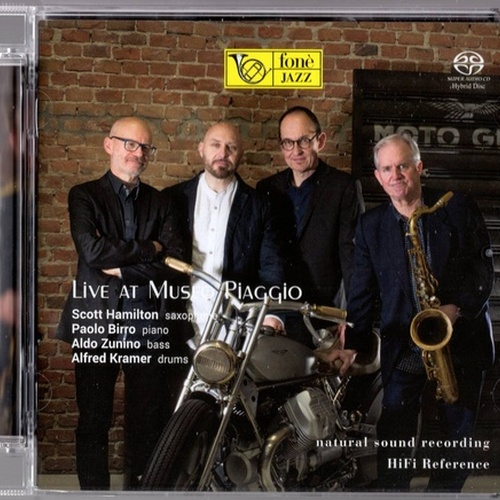 fonè
JAZZ
SUPER AUDIO CD
Hybrid Disc
MOTO GU
LIVE AT MUSEO PIAGGIO
Scott Hamilton saxoph
Paolo Birro piano
Aldo Zunino bass
Alfred Kramer drums
natural sound recording
HiFi Reference